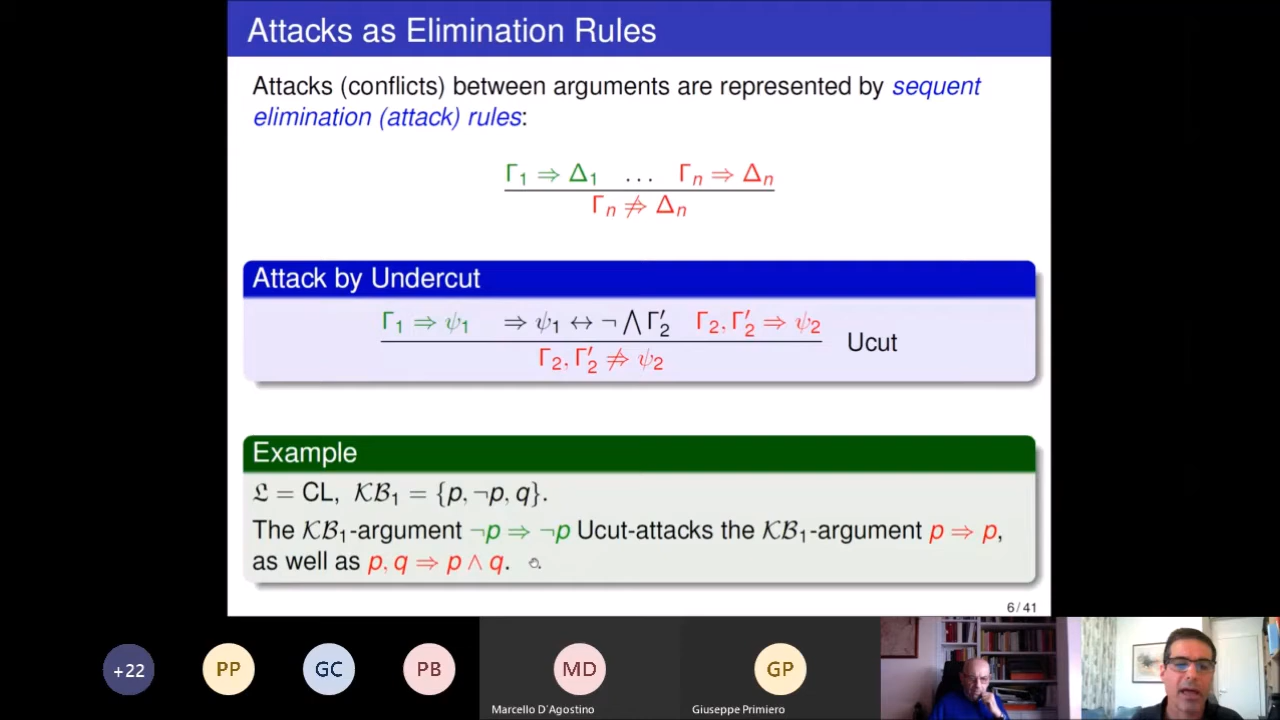 Attacks as Elimination Rules
Attacks (conflicts) between arguments are represented by sequent
elimination (attack) rules:
Γ₁ ⇒ Δ₁ … Γₙ ⇒ Δₙ
Γₙ ⇏ Δₙ
Attack by Undercut
Γ₁ ⇒ ψ₁ ⇒ ψ₁ ↔ ¬ ⋀ Γ′₂ Γ₂, Γ′₂ ⇒ ψ₂
Ucut
Γ₂, Γ′₂ ⇏ ψ₂
Example
𝔏 = CL, 𝒦ℬ₁ = {p, ¬p, q}.
The 𝒦ℬ₁-argument ¬p ⇒ ¬p Ucut-attacks the 𝒦ℬ₁-argument p ⇒ p,
as well as p, q ⇒ p ∧ q.
6 / 41
+22
PP
GC
PB
MD
GP
Marcello D'Agostino
Giuseppe Primiero